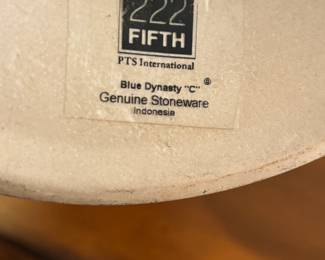 222
FIFTH
PTS International
Blue Dynasty "C" ®
Genuine Stoneware
Indonesia